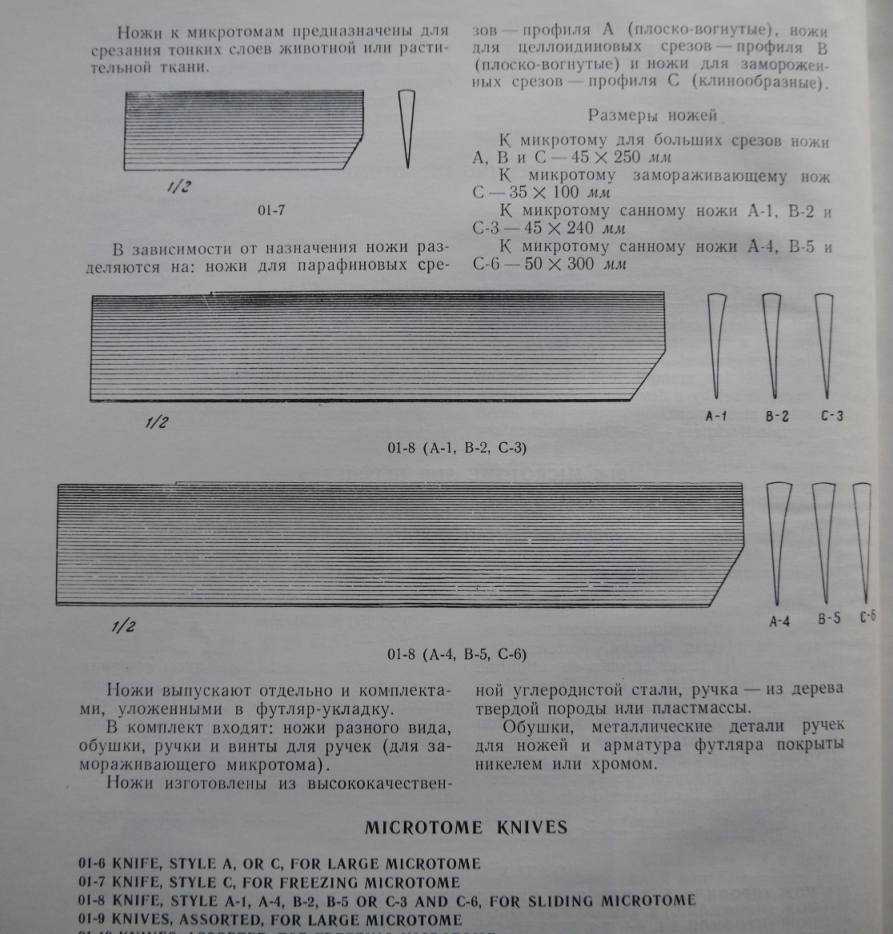 Ножи к микротомам предназначены для
срезания тонких слоев животной или расти-
тельной ткани.
1/2
01-7
В зависимости от назначения ножи раз-
деляются на: ножи для парафиновых сре-
зов — профиля А (плоско-вогнутые), ножи
для целлоидиновых срезов — профиля В
(плоско-вогнутые) и ножи для заморожен-
ных срезов — профиля С (клинообразные).
Размеры ножей
К микротому для больших срезов ножи
А, В и С — 45 × 250 мм
К микротому замораживающему нож
С — 35 × 100 мм
К микротому санному ножи А-1, В-2 и
С-3 — 45 × 240 мм
К микротому санному ножи А-4, В-5 и
С-6 — 50 × 300 мм
1/2
А-1 В-2 С-3
01-8 (А-1, В-2, С-3)
1/2
А-4 В-5 С-6
01-8 (А-4, В-5, С-6)
Ножи выпускают отдельно и комплекта-
ми, уложенными в футляр-укладку.
В комплект входят: ножи разного вида,
обушки, ручки и винты для ручек (для за-
мораживающего микротома).
Ножи изготовлены из высококачествен-
ной углеродистой стали, ручка — из дерева
твердой породы или пластмассы.
Обушки, металлические детали ручек
для ножей и арматура футляра покрыты
никелем или хромом.
MICROTOME KNIVES
01-6 KNIFE, STYLE A, OR C, FOR LARGE MICROTOME
01-7 KNIFE, STYLE C, FOR FREEZING MICROTOME
01-8 KNIFE, STYLE A-1, A-4, B-2, B-5 OR C-3 AND C-6, FOR SLIDING MICROTOME
01-9 KNIVES, ASSORTED, FOR LARGE MICROTOME